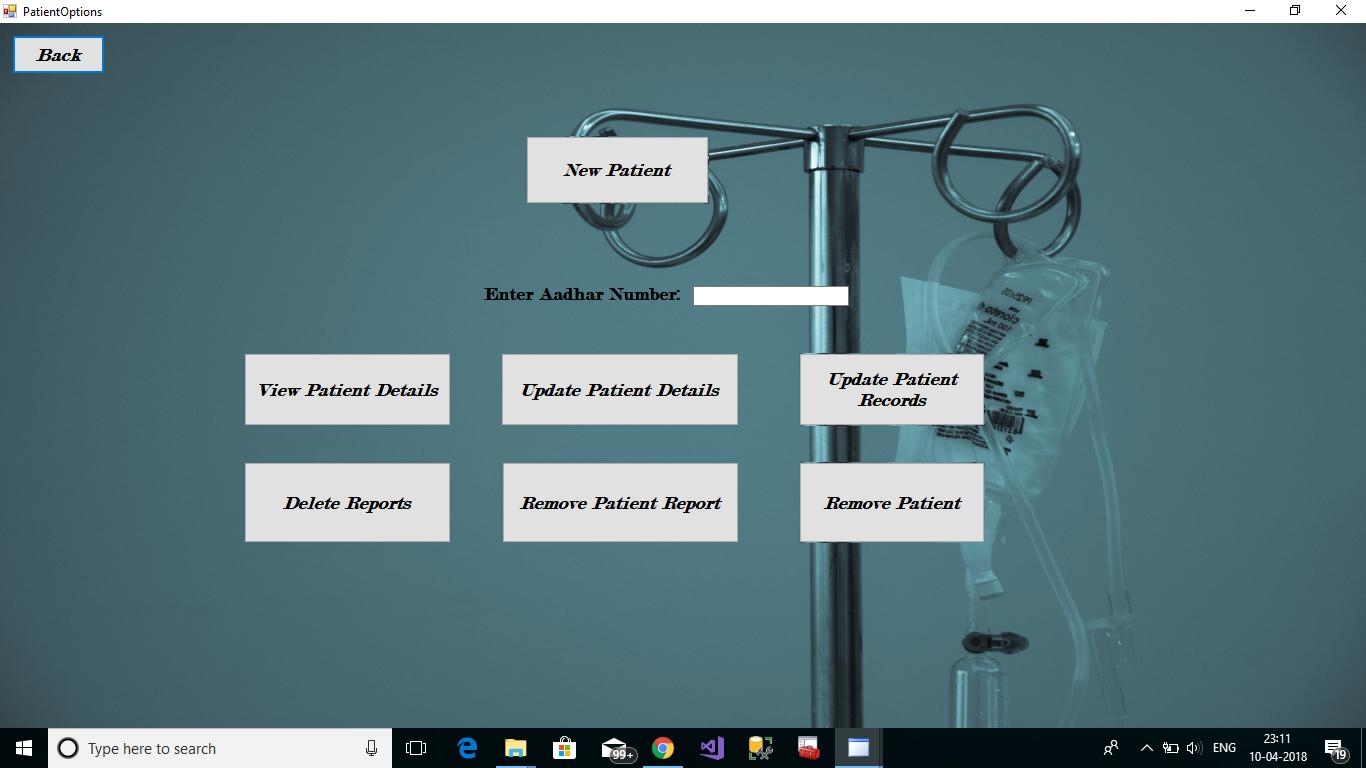 PatientOptions
Back
New Patient
Enter Aadhar Number:
View Patient Details
Update Patient Details
Update Patient
Records
Delete Reports
Remove Patient Report
Remove Patient
Type here to search
99+
ENG
23:11
10-04-2018
19